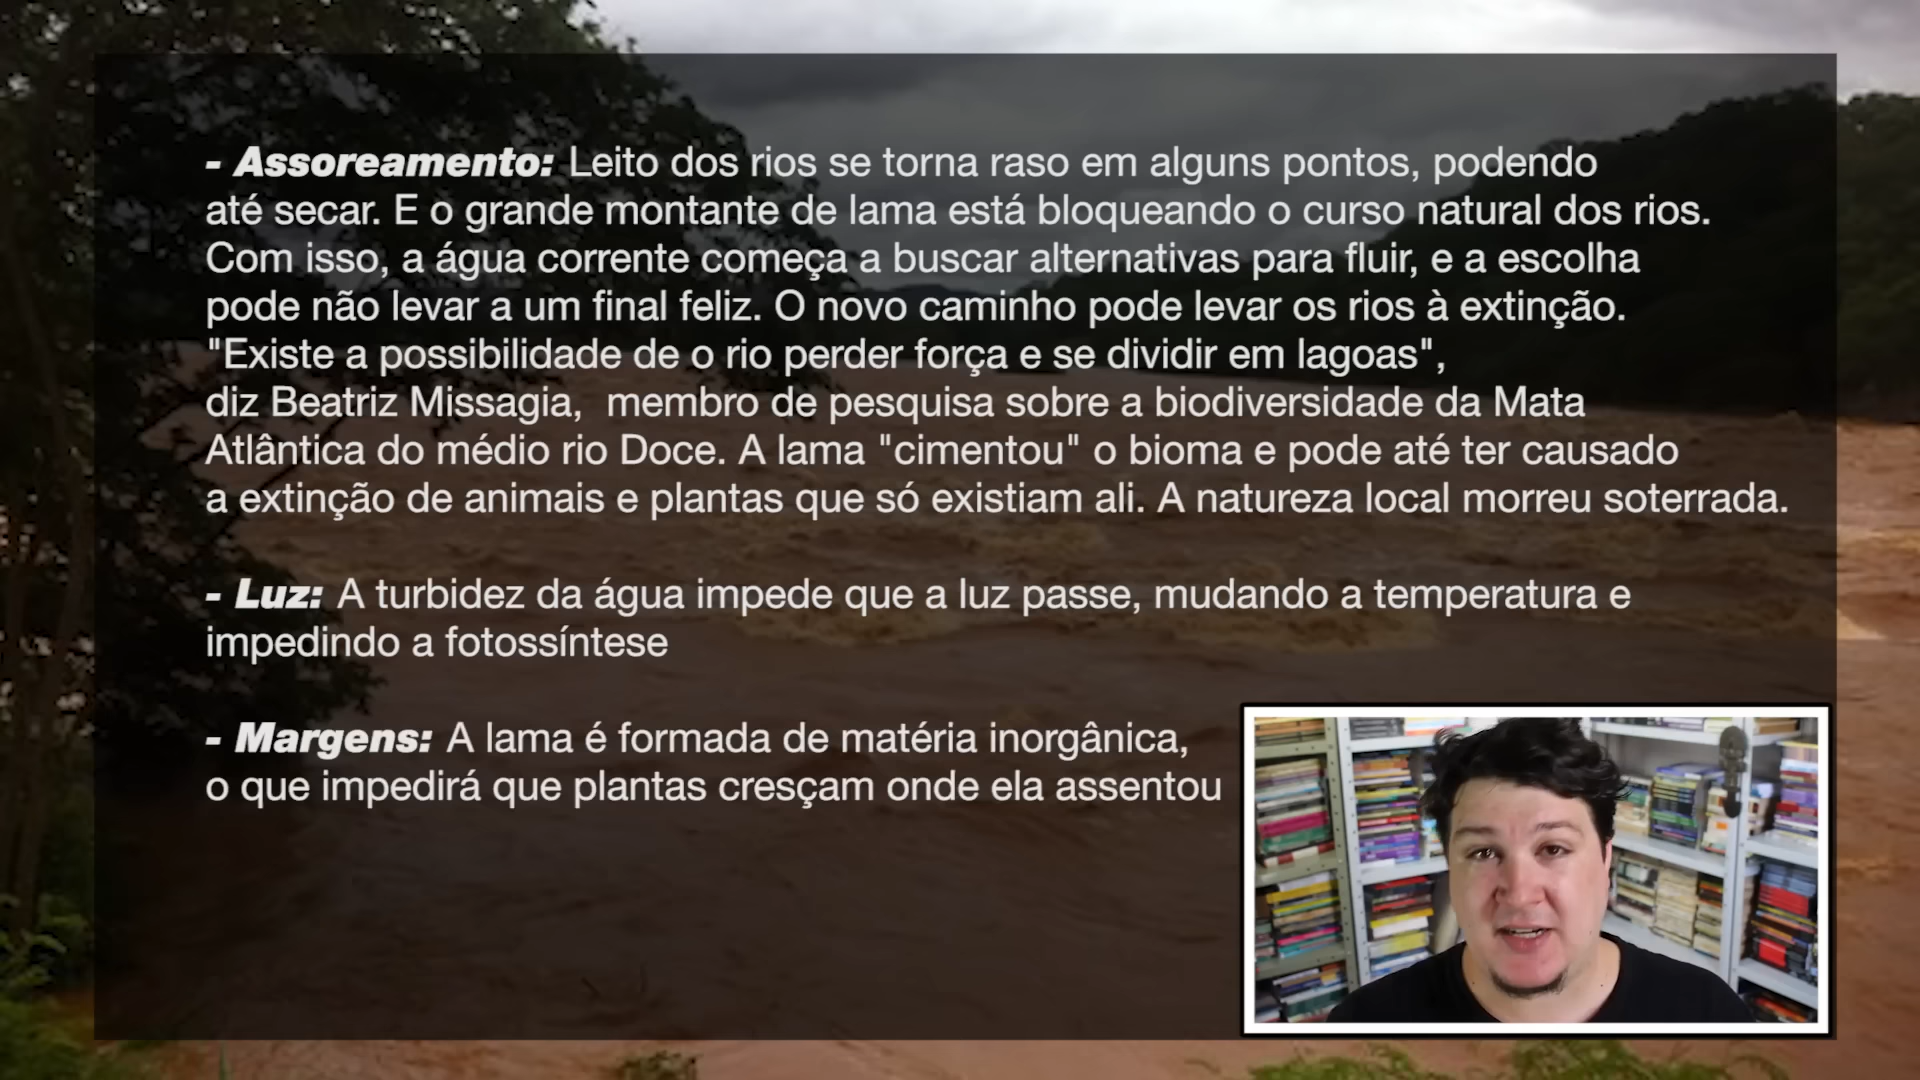 - Assoreamento: Leito dos rios se torna raso em alguns pontos, podendo
até secar. E o grande montante de lama está bloqueando o curso natural dos rios.
Com isso, a água corrente começa a buscar alternativas para fluir, e a escolha
pode não levar a um final feliz. O novo caminho pode levar os rios à extinção.
"Existe a possibilidade de o rio perder força e se dividir em lagoas",
diz Beatriz Missagia,  membro de pesquisa sobre a biodiversidade da Mata
Atlântica do médio rio Doce. A lama "cimentou" o bioma e pode até ter causado
a extinção de animais e plantas que só existiam ali. A natureza local morreu soterrada.
- Luz: A turbidez da água impede que a luz passe, mudando a temperatura e
impedindo a fotossíntese
- Margens: A lama é formada de matéria inorgânica,
o que impedirá que plantas cresçam onde ela assentou